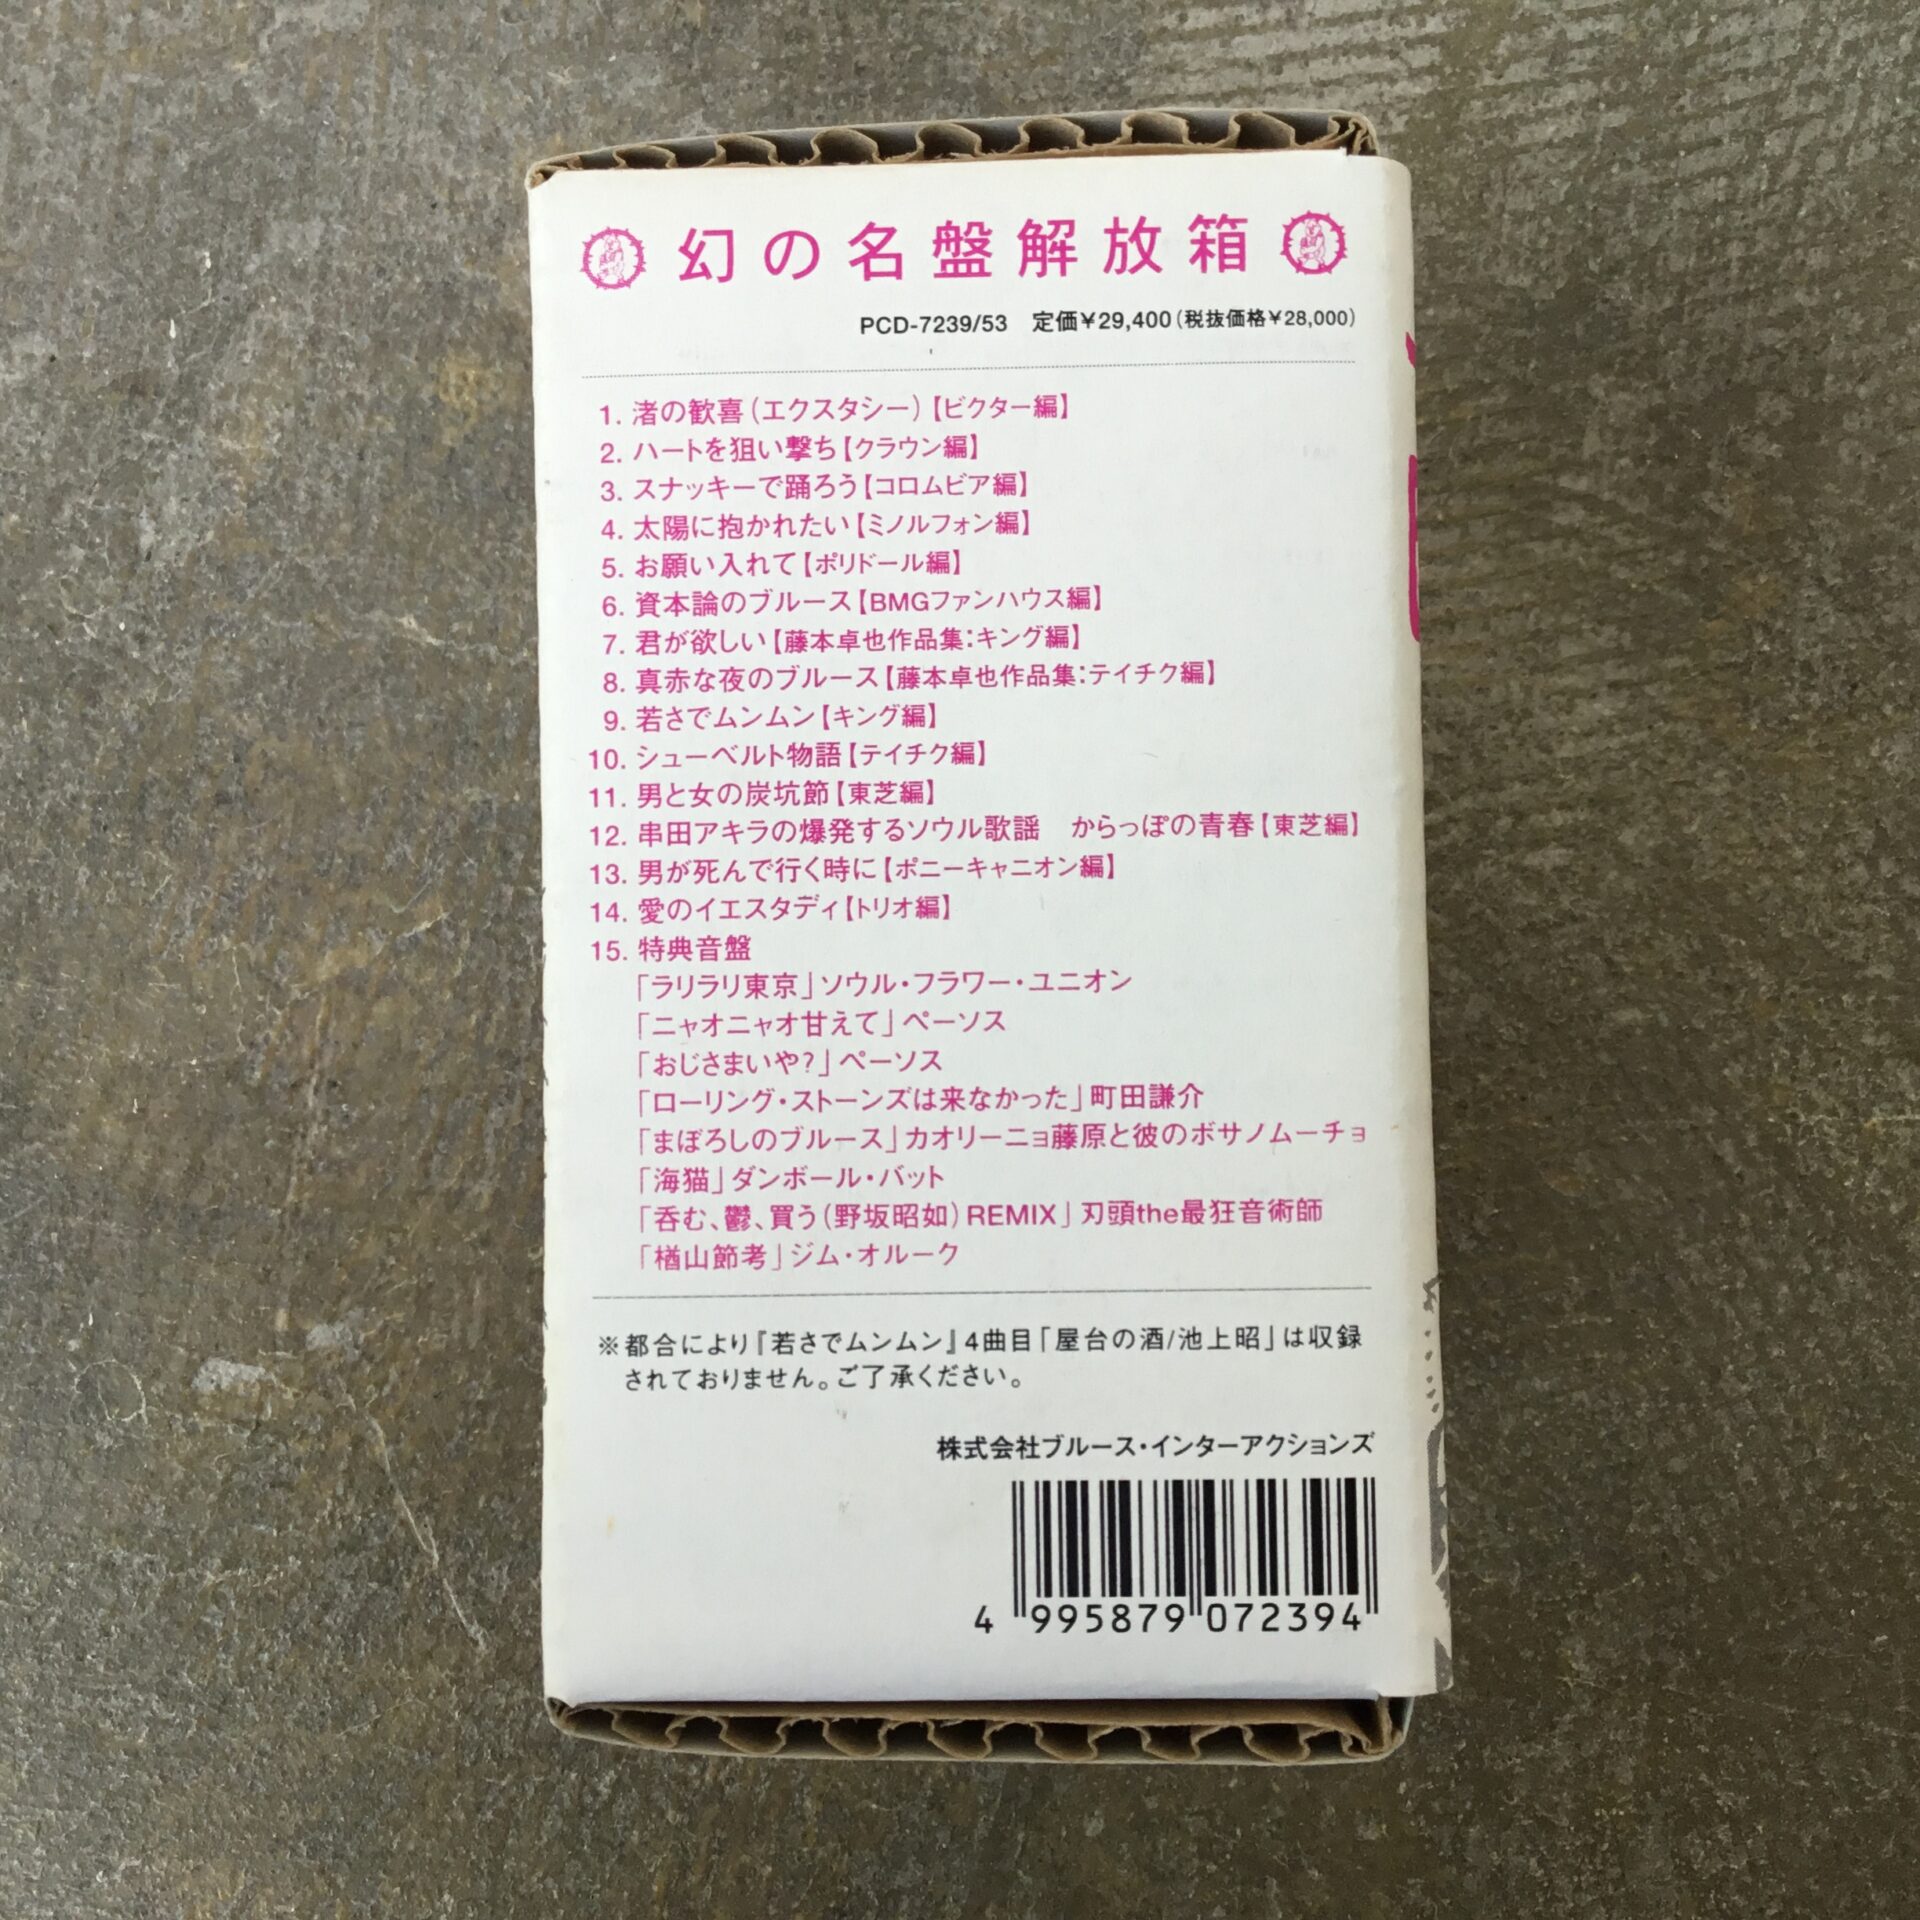 幻の名盤解放箱
PCD-7239/53 定価¥29,400(税抜価格¥28,000)
1. 渚の歓喜(エクスタシー)【ビクター編】
2. ハートを狙い撃ち【クラウン編】
3. スナッキーで踊ろう【コロムビア編】
4. 太陽に抱かれたい【ミノルフォン編】
5. お願い入れて【ポリドール編】
6. 資本論のブルース【BMGファンハウス編】
7. 君が欲しい【藤本卓也作品集:キング編】
8. 真赤な夜のブルース【藤本卓也作品集:テイチク編】
9. 若さでムンムン【キング編】
10. シューベルト物語【テイチク編】
11. 男と女の炭坑節【東芝編】
12. 串田アキラの爆発するソウル歌謡 からっぽの青春【東芝編】
13. 男が死んで行く時に【ポニーキャニオン編】
14. 愛のイエスタデイ【トリオ編】
15. 特典音盤
「ラリラリ東京」ソウル・フラワー・ユニオン
「ニャオニャオ甘えて」ペーソス
「おじさまいや?」ペーソス
「ローリング・ストーンズは来なかった」町田謙介
「まぼろしのブルース」カオリーニョ藤原と彼のボサノムーチョ
「海猫」ダンボール・バット
「呑む、鬱、買う(野坂昭如)REMIX」刃頭the最狂音術師
「楢山節考」ジム・オルーク
※都合により『若さでムンムン』4曲目「屋台の酒/池上昭」は収録
されておりません。ご了承ください。
株式会社ブルース・インターアクションズ
4 995879 072394